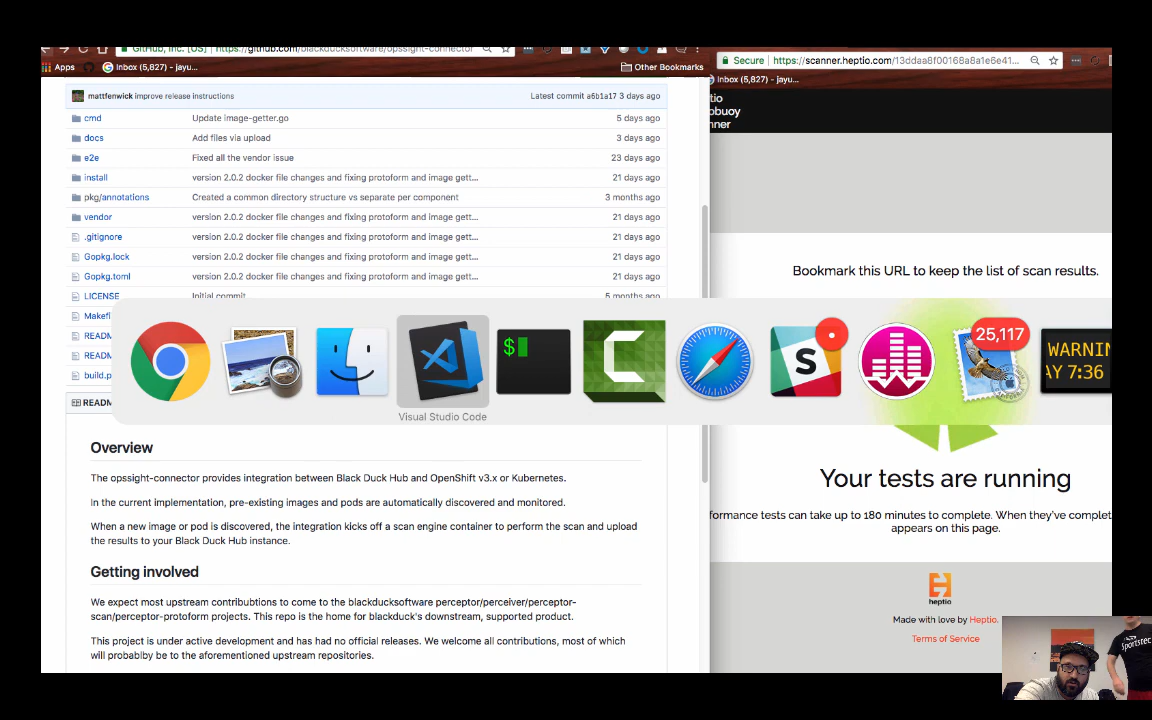 GitHub, Inc. [US] https://github.com/blackducksoftware/opssight-connector
Apps
Inbox (5,827) - jayu...
Other Bookmarks
mattfenwick improve release instructions
Latest commit a6b1a17 3 days ago
cmd Update image-getter.go 5 days ago
docs Add files via upload 3 days ago
e2e Fixed all the vendor issue 23 days ago
install version 2.0.2 docker file changes and fixing protoform and image gett... 21 days ago
pkg/annotations Created a common directory structure vs separate per component 3 months ago
vendor version 2.0.2 docker file changes and fixing protoform and image gett... 21 days ago
.gitignore version 2.0.2 docker file changes and fixing protoform and image gett... 21 days ago
Gopkg.lock version 2.0.2 docker file changes and fixing protoform and image gett... 21 days ago
Gopkg.toml version 2.0.2 docker file changes and fixing protoform and image gett... 21 days ago
LICENSE Initial commit 5 months ago
Makefi
READM
READM
build.p
READM
Overview
The opssight-connector provides integration between Black Duck Hub and OpenShift v3.x or Kubernetes.
In the current implementation, pre-existing images and pods are automatically discovered and monitored.
When a new image or pod is discovered, the integration kicks off a scan engine container to perform the scan and upload
the results to your Black Duck Hub instance.
Getting involved
We expect most upstream contribubtions to come to the blackducksoftware perceptor/perceiver/perceptor-
scan/perceptor-protoform projects. This repo is the home for blackduck's downstream, supported product.
This project is under active development and has had no official releases. We welcome all contributions, most of which
will probablby be to the aforementioned upstream repositories.
Secure https://scanner.heptio.com/13ddaa8f00168a8a1e6e41...
Inbox (5,827) - jayu...
tio
obuoy
nner
Bookmark this URL to keep the list of scan results.
$
C
S
25,117
WARNIN
AY 7:36
Visual Studio Code
Your tests are running
formance tests can take up to 180 minutes to complete. When they've complet
appears on this page.
heptio
Made with love by Heptio.
Terms of Service
Sportstec